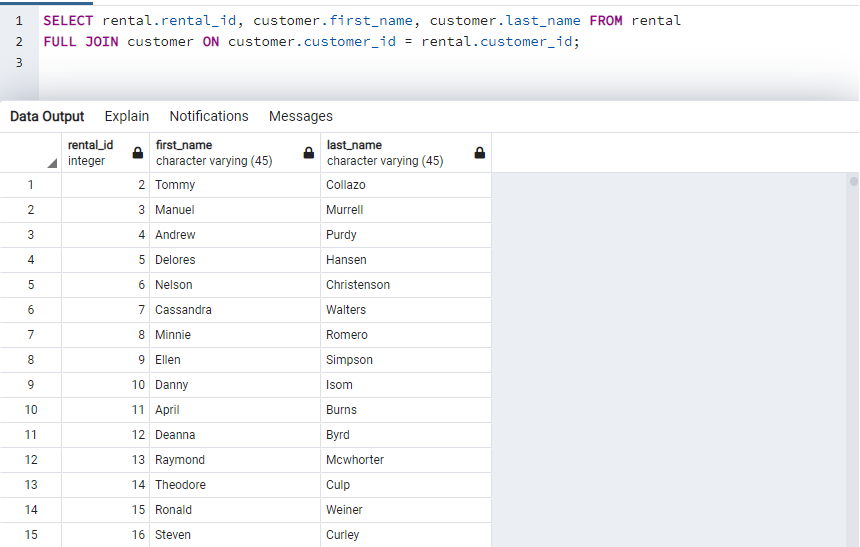 1 SELECT rental.rental_id, customer.first_name, customer.last_name FROM rental
2 FULL JOIN customer ON customer.customer_id = rental.customer_id;
3
Data Output Explain Notifications Messages
rental_id first_name last_name
integer character varying (45) character varying (45)
1 2 Tommy Collazo
2 3 Manuel Murrell
3 4 Andrew Purdy
4 5 Delores Hansen
5 6 Nelson Christenson
6 7 Cassandra Walters
7 8 Minnie Romero
8 9 Ellen Simpson
9 10 Danny Isom
10 11 April Burns
11 12 Deanna Byrd
12 13 Raymond Mcwhorter
13 14 Theodore Culp
14 15 Ronald Weiner
15 16 Steven Curley